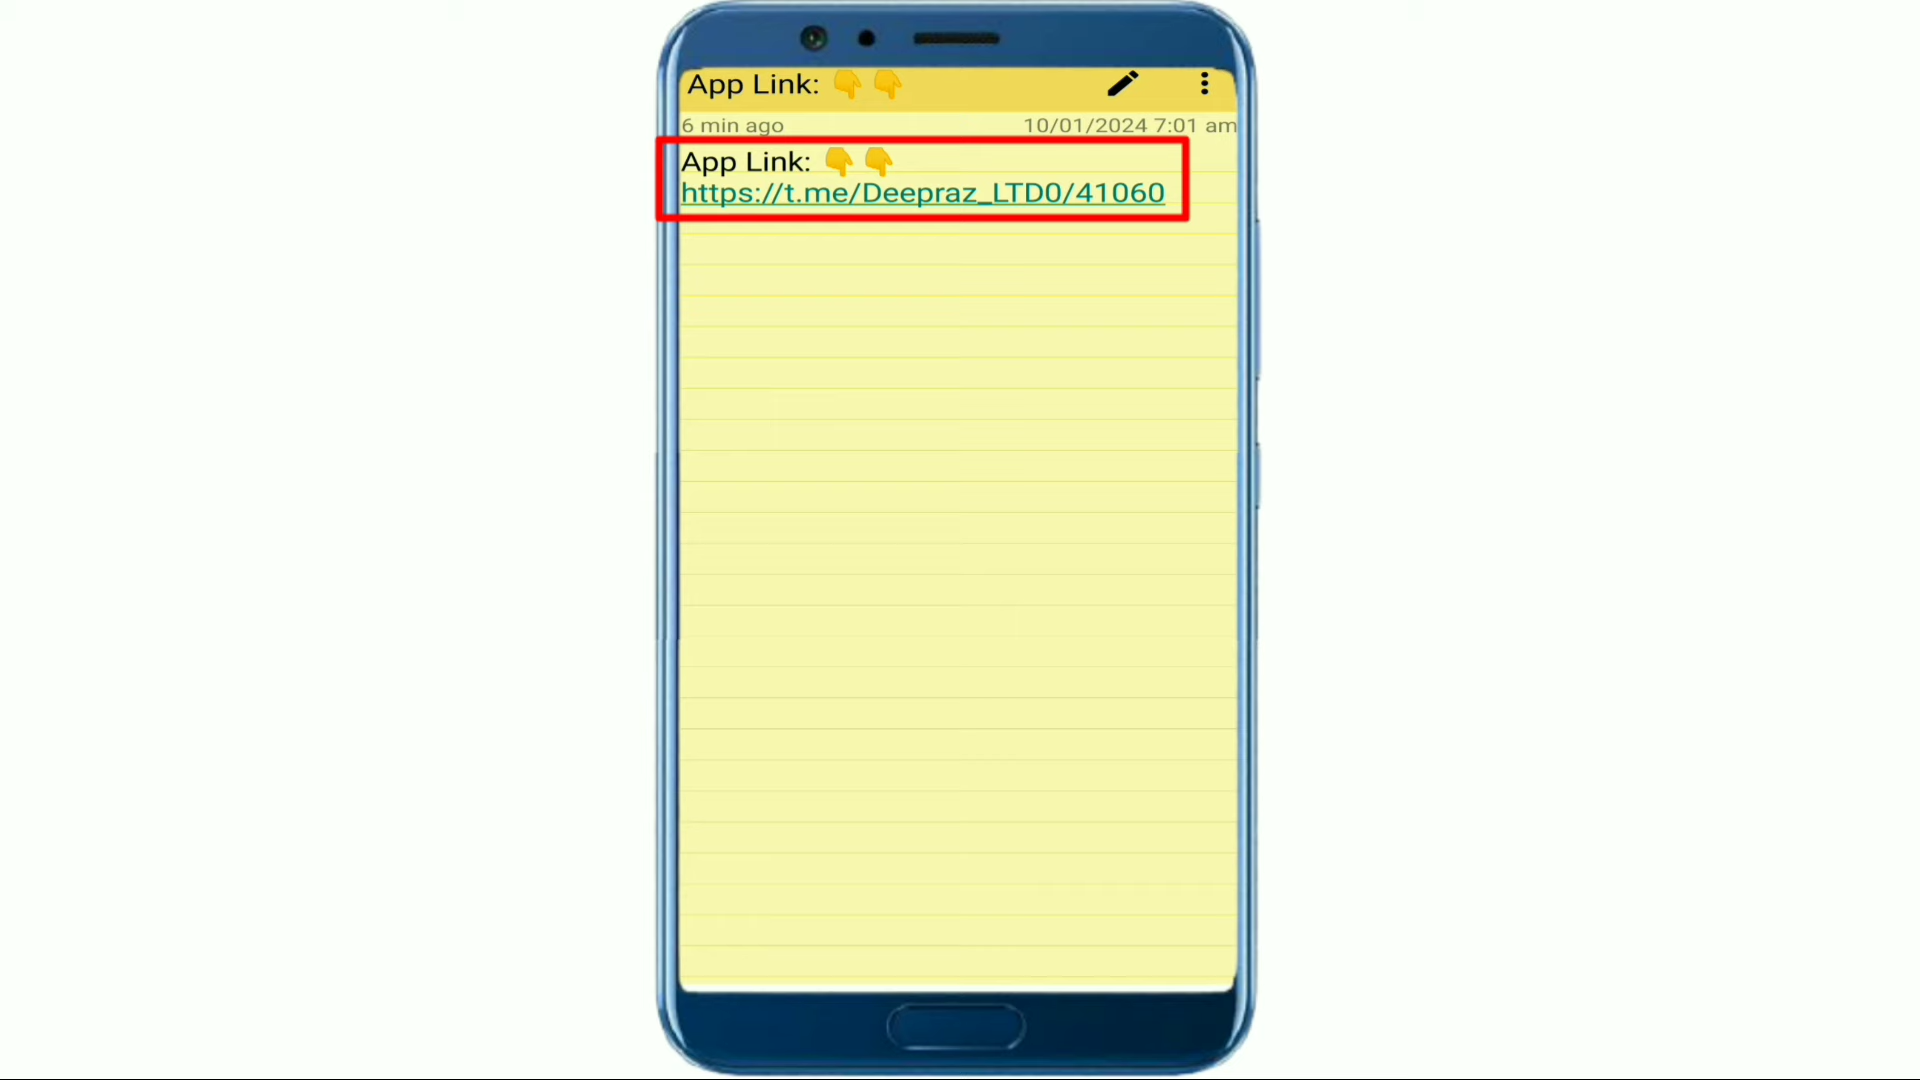 App Link: 👇👇
6 min ago 10/01/2024 7:01 am
App Link: 👇👇
https://t.me/Deepraz_LTD0/41060